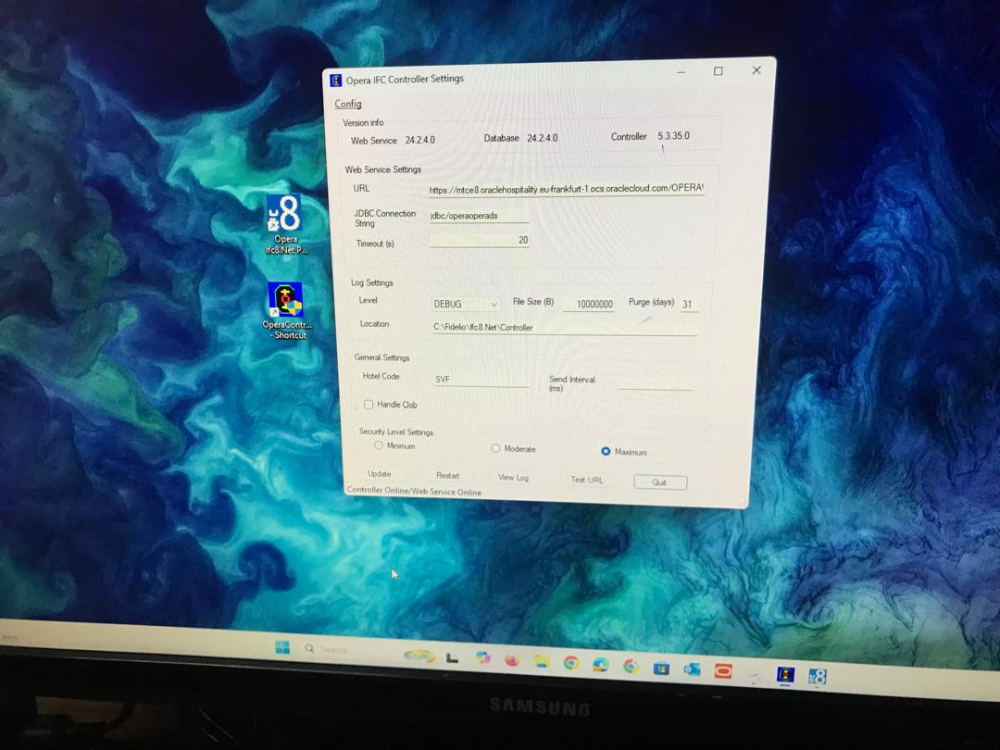 Opera IFC Controller Settings
Config
Version info
Web Service 24.2.4.0 Database 24.2.4.0 Controller 5.3.35.0
Web Service Settings
URL https://mtce8.oraclehospitality.eu-frankfurt-1.ocs.oraclecloud.com/OPERA
JDBC Connection String jdbc/operaoperads
Timeout (s) 20
Log Settings
Level DEBUG File Size (B) 10000000 Purge (days) 31
Location C:\Fidelio\Ifc8.Net\Controller
General Settings
Hotel Code SVF Send Interval (ms)
Handle Clob
Security Level Settings
Minimum Moderate Maximum
Update Restart View Log Test URL Quit
Controller Online/Web Service Online
8
Opera
Ifc8.Net P...
OperaContr...
- Shortcut
soon
Search
8
SAMSUNG